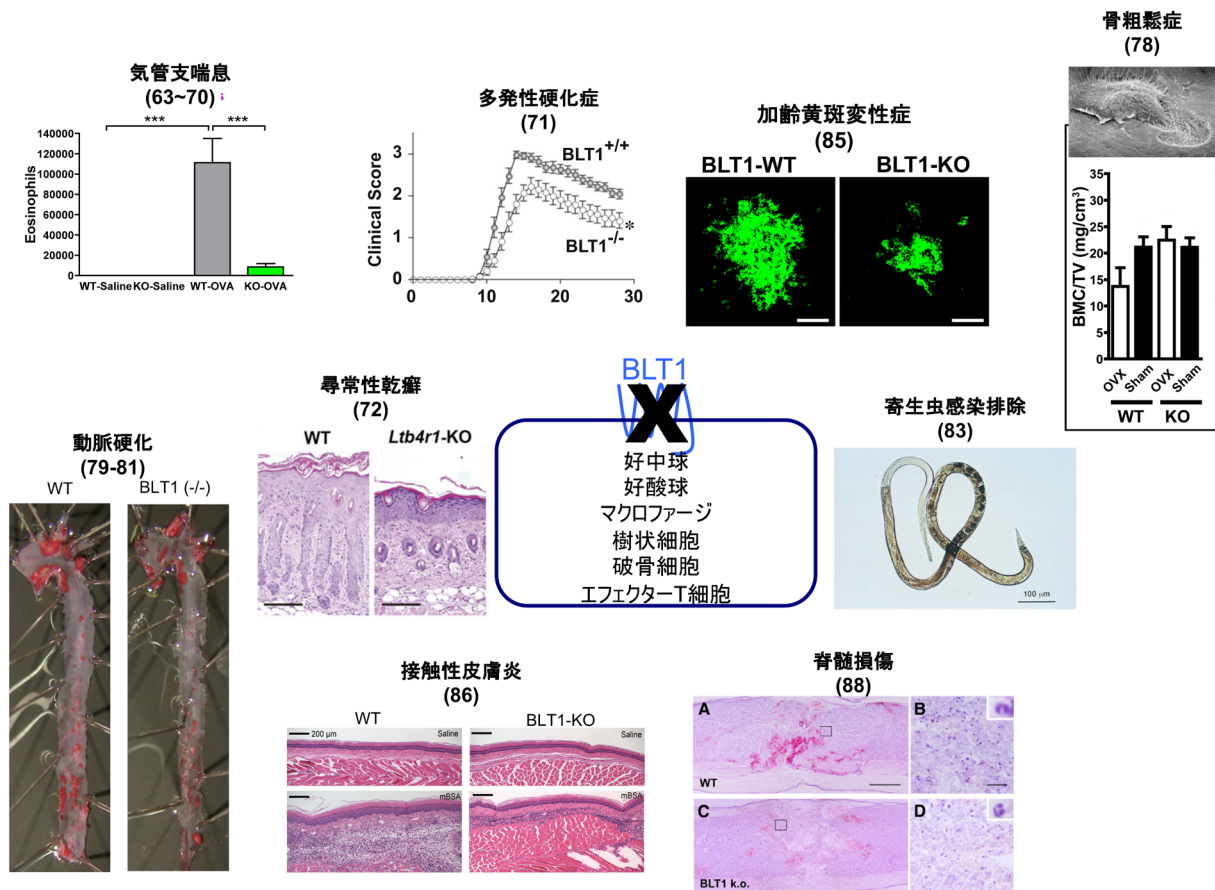 気管支喘息
(63~70)
***
***
Eosinophils
140000
120000
100000
80000
60000
40000
20000
0
WT-Saline KO-Saline WT-OVA KO-OVA
多発性硬化症
(71)
Clinical Score
3
2
1
0
0
10
20
30
BLT1+/+
BLT1-/-
*
加齢黄斑変性症
(85)
BLT1-WT
BLT1-KO
骨粗鬆症
(78)
BMC/TV (mg/cm3)
35
30
25
20
15
10
5
0
OVX
Sham
OVX
Sham
WT
KO
動脈硬化
(79-81)
WT
BLT1 (-/-)
尋常性乾癬
(72)
WT
Ltb4r1-KO
BLT1
X
好中球
好酸球
マクロファージ
樹状細胞
破骨細胞
エフェクターT細胞
寄生虫感染排除
(83)
100 μm
接触性皮膚炎
(86)
WT
BLT1-KO
200 μm
Saline
Saline
mBSA
mBSA
脊髄損傷
(88)
A
WT
B
C
BLT1 k.o.
D